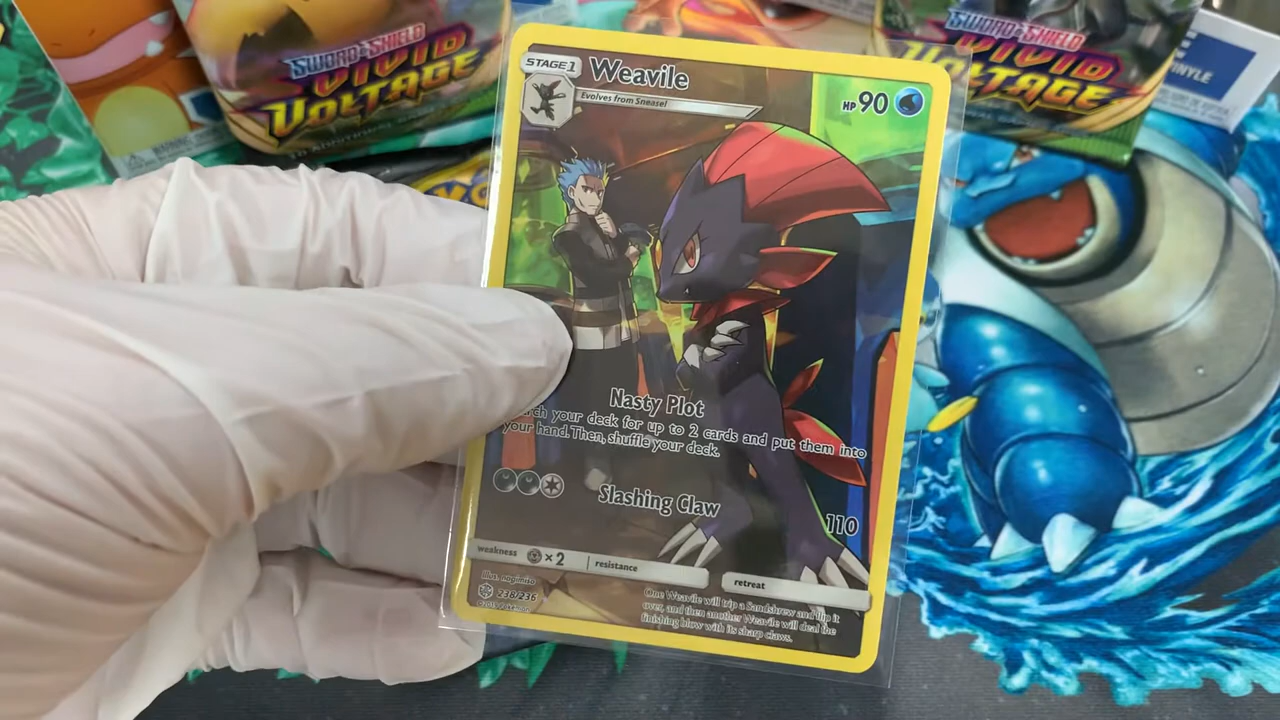 SWORD & SHIELD
VIVID
VOLTAGE
SWORD & SHIELD
VIVID
VOLTAGE
VINYLE
STAGE 1
Weavile
Evolves from Sneasel
HP 90
Nasty Plot
your deck for up to 2 cards and put them into
your hand. Then, shuffle your deck.
Slashing Claw
110
weakness
×2
resistance
retreat
Illus. nagimiso
238/236
One Weavile will trip a Sandshrew and flip it
over, and then another Weavile will deal the
finishing blow with its sharp claws.